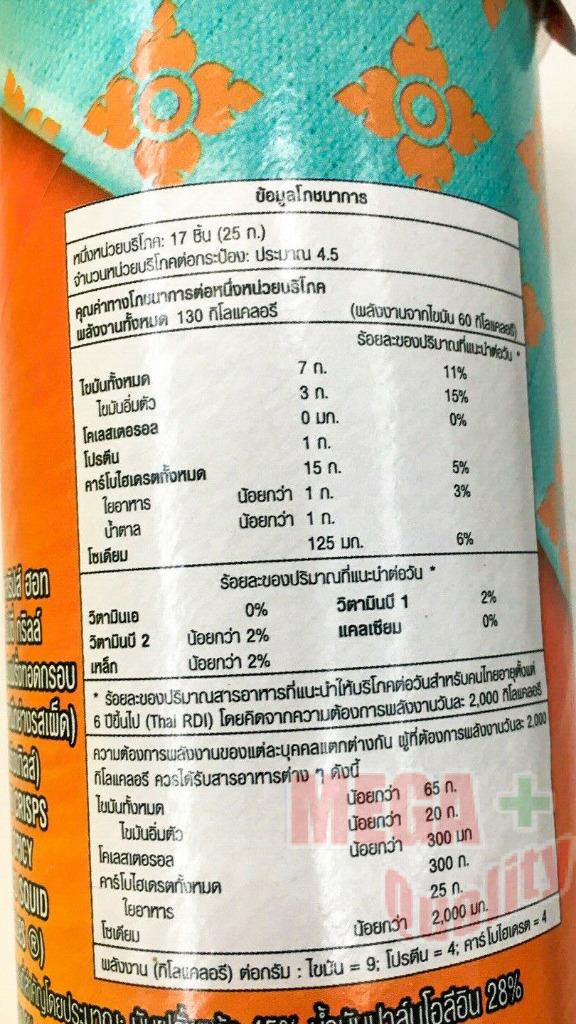 ข้อมูลโภชนาการ
หนึ่งหน่วยบริโภค: 17 ชิ้น (25 ก.)
จำนวนหน่วยบริโภคต่อกระป๋อง: ประมาณ 4.5
คุณค่าทางโภชนาการต่อหนึ่งหน่วยบริโภค
พลังงานทั้งหมด 130 กิโลแคลอรี (พลังงานจากไขมัน 60 กิโลแคลอรี)
ร้อยละของปริมาณที่แนะนำต่อวัน *
ไขมันทั้งหมด 7 ก. 11%
ไขมันอิ่มตัว 3 ก. 15%
โคเลสเตอรอล 0 มก. 0%
โปรตีน 1 ก.
คาร์โบไฮเดรตทั้งหมด 15 ก. 5%
ใยอาหาร น้อยกว่า 1 ก. 3%
น้ำตาล น้อยกว่า 1 ก.
โซเดียม 125 มก. 6%
ร้อยละของปริมาณที่แนะนำต่อวัน *
วิตามินเอ 0% วิตามินบี 1 2%
วิตามินบี 2 น้อยกว่า 2% แคลเซียม 0%
เหล็ก น้อยกว่า 2%
* ร้อยละของปริมาณสารอาหารที่แนะนำให้บริโภคต่อวันสำหรับคนไทยอายุตั้งแต่
6 ปีขึ้นไป (Thai RDI) โดยคิดจากความต้องการพลังงานวันละ 2,000 กิโลแคลอรี
ความต้องการพลังงานของแต่ละบุคคลแตกต่างกัน ผู้ที่ต้องการพลังงานวันละ 2,000
กิโลแคลอรี ควรได้รับสารอาหารต่าง ๆ ดังนี้
ไขมันทั้งหมด น้อยกว่า 65 ก.
ไขมันอิ่มตัว น้อยกว่า 20 ก.
โคเลสเตอรอล น้อยกว่า 300 มก
คาร์โบไฮเดรตทั้งหมด 300 ก.
ใยอาหาร 25 ก.
โซเดียม น้อยกว่า 2,000 มก.
พลังงาน (กิโลแคลอรี) ต่อกรัม : ไขมัน = 9; โปรตีน = 4; คาร์โบไฮเดรต = 4
ฮอท
กริลล์
ทอดกรอบ
รสเผ็ด)
CRISPS
SQUID
น้ำมันปาล์มโอลีอิน 28%
MEGA +
Quality